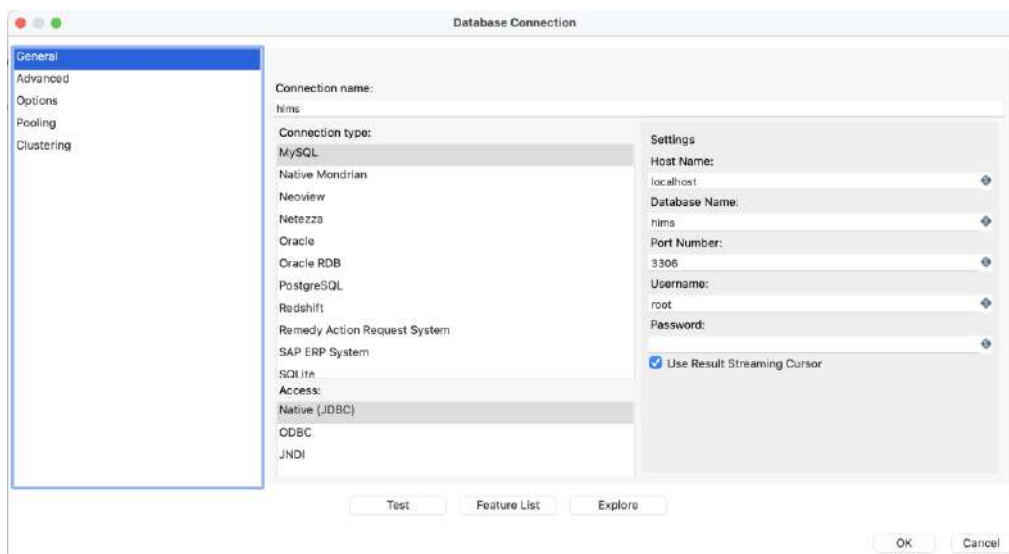 Database Connection
General
Advanced
Options
Pooling
Clustering
Connection name:
hims
Connection type:
MySQL
Native Mondrian
Neoview
Netezza
Oracle
Oracle RDB
PostgreSQL
Redshift
Remedy Action Request System
SAP ERP System
SQLite
Access:
Native (JDBC)
ODBC
JNDI
Settings
Host Name:
localhost
Database Name:
hims
Port Number:
3306
Username:
root
Password:
Use Result Streaming Cursor
Test
Feature List
Explore
OK
Cancel